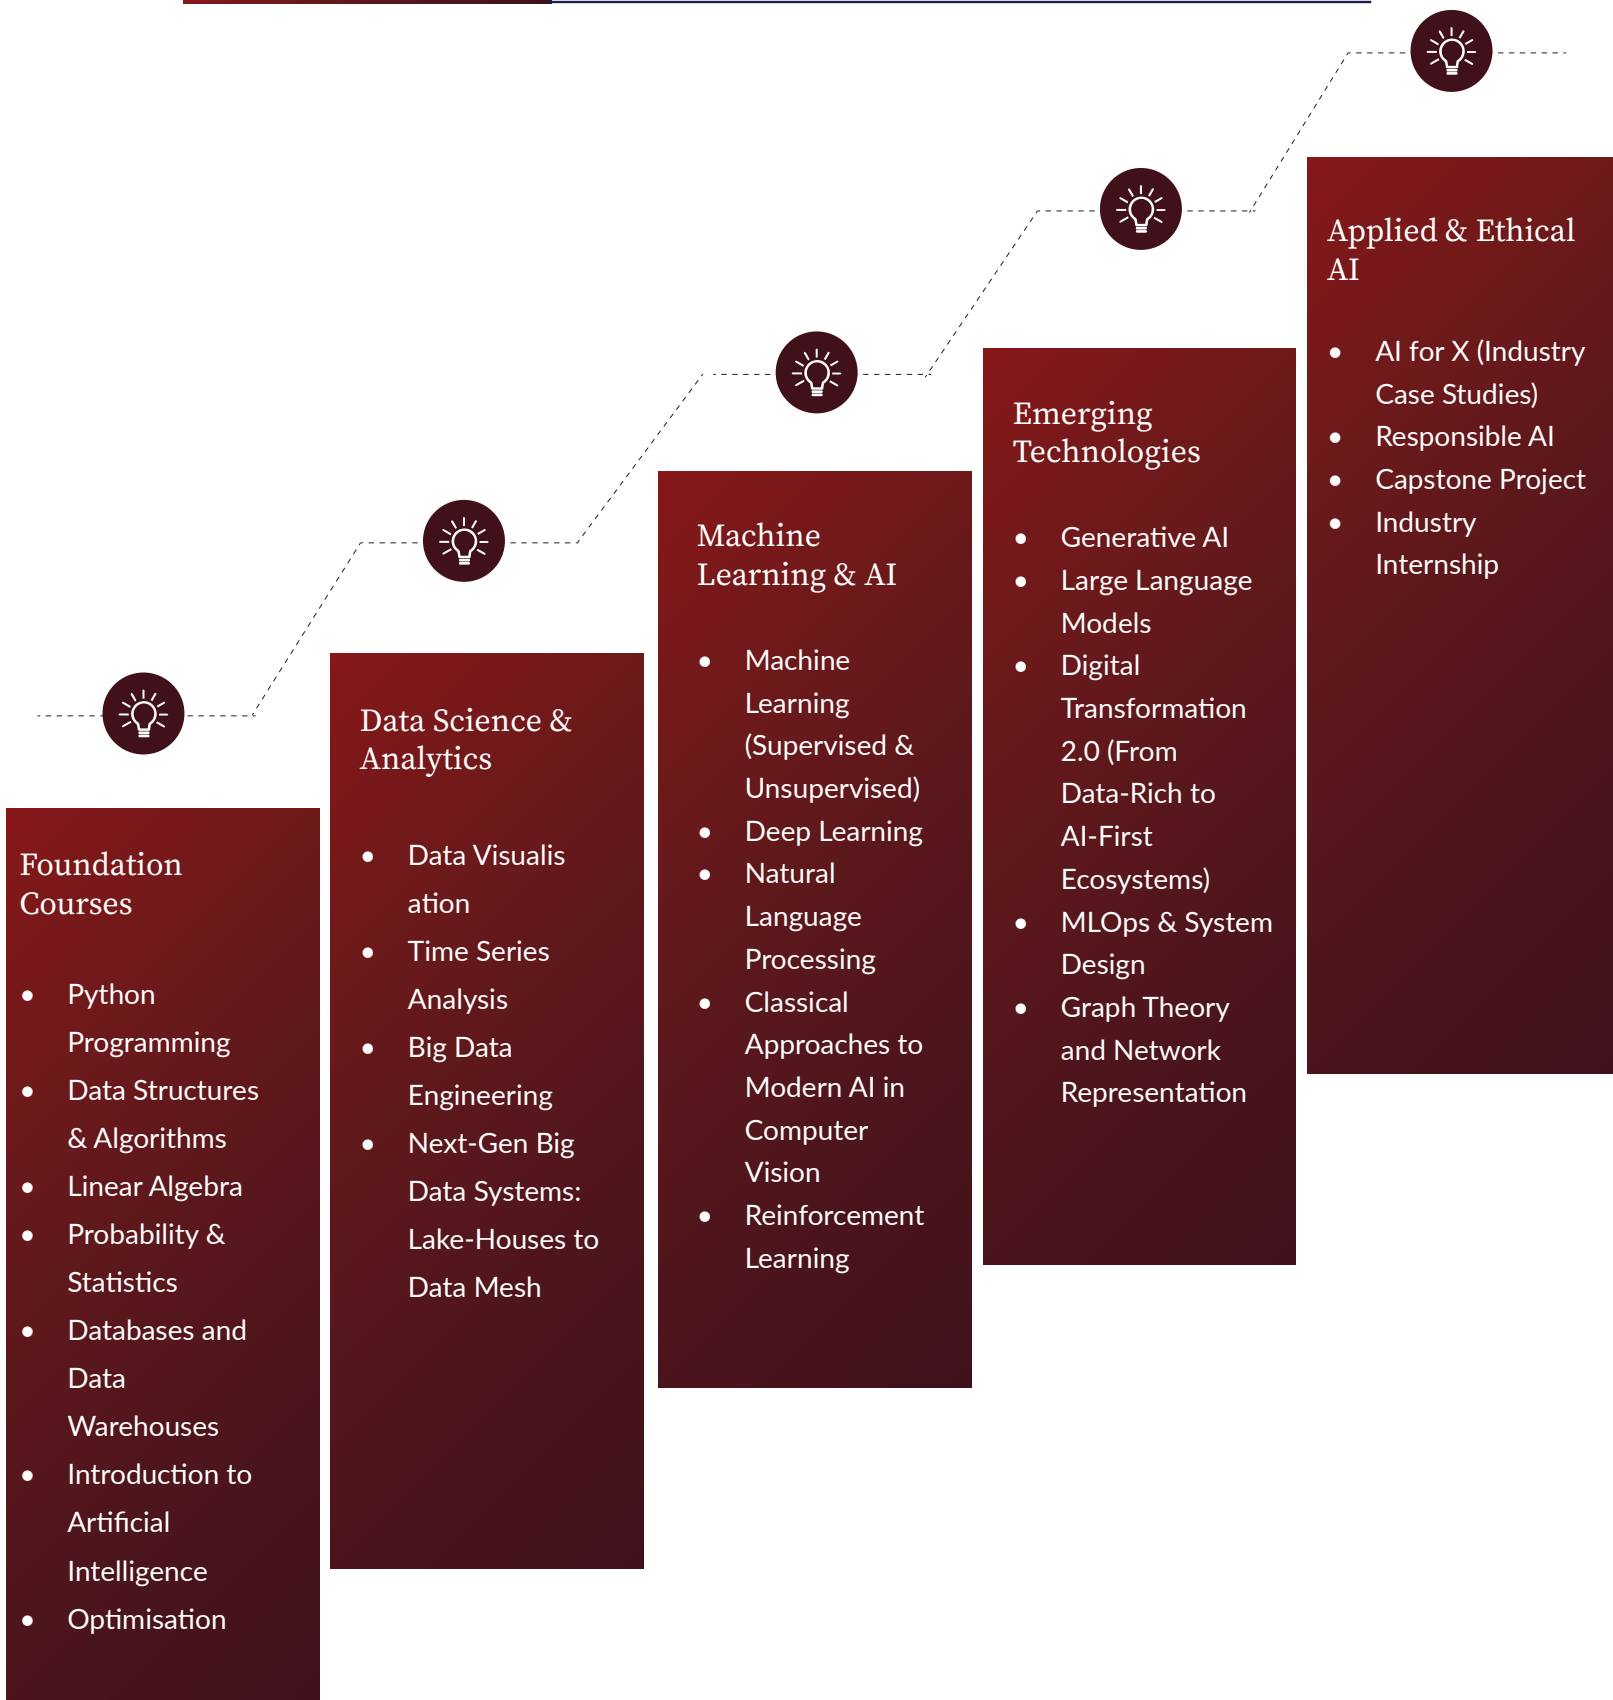 Foundation
Courses
• Python
Programming
• Data Structures
& Algorithms
• Linear Algebra
• Probability &
Statistics
• Databases and
Data
Warehouses
• Introduction to
Artificial
Intelligence
• Optimisation
Data Science &
Analytics
• Data Visualis
ation
• Time Series
Analysis
• Big Data
Engineering
• Next-Gen Big
Data Systems:
Lake-Houses to
Data Mesh
Machine
Learning & AI
• Machine
Learning
(Supervised &
Unsupervised)
• Deep Learning
• Natural
Language
Processing
• Classical
Approaches to
Modern AI in
Computer
Vision
• Reinforcement
Learning
Emerging
Technologies
• Generative AI
• Large Language
Models
• Digital
Transformation
2.0 (From
Data-Rich to
AI-First
Ecosystems)
• MLOps & System
Design
• Graph Theory
and Network
Representation
Applied & Ethical
AI
• AI for X (Industry
Case Studies)
• Responsible AI
• Capstone Project
• Industry
Internship